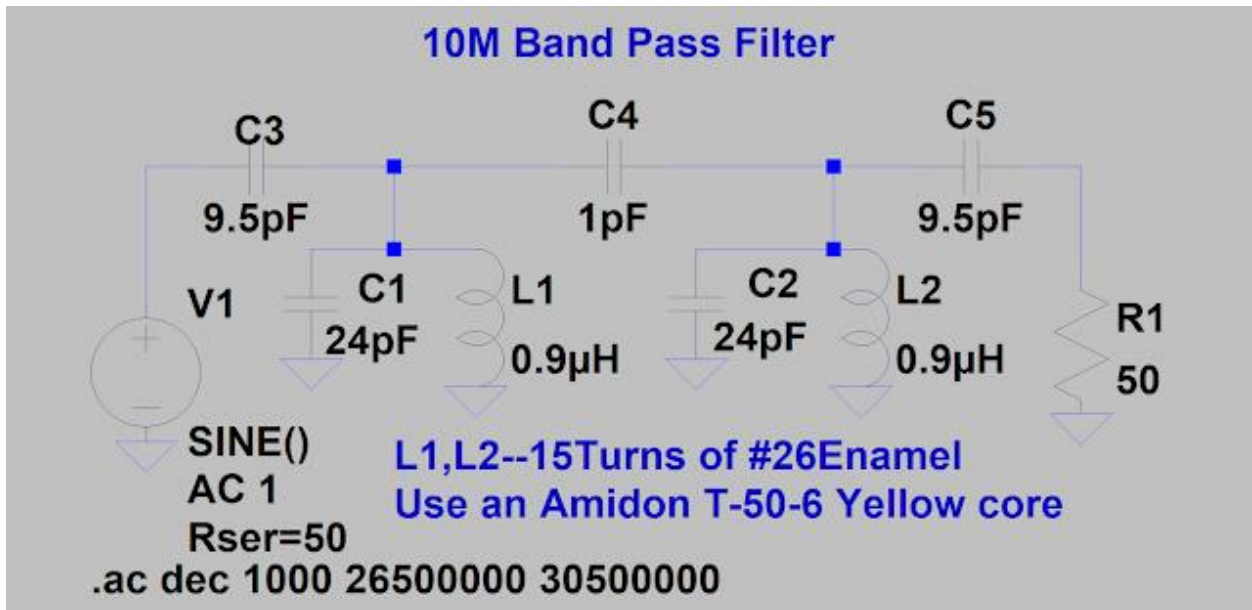 10M Band Pass Filter
C3
C4
C5
9.5pF
1pF
9.5pF
V1
C1
L1
C2
L2
R1
24pF
0.9µH
24pF
0.9µH
50
SINE()
AC 1
Rser=50
L1,L2--15Turns of #26Enamel
Use an Amidon T-50-6 Yellow core
.ac dec 1000 26500000 30500000